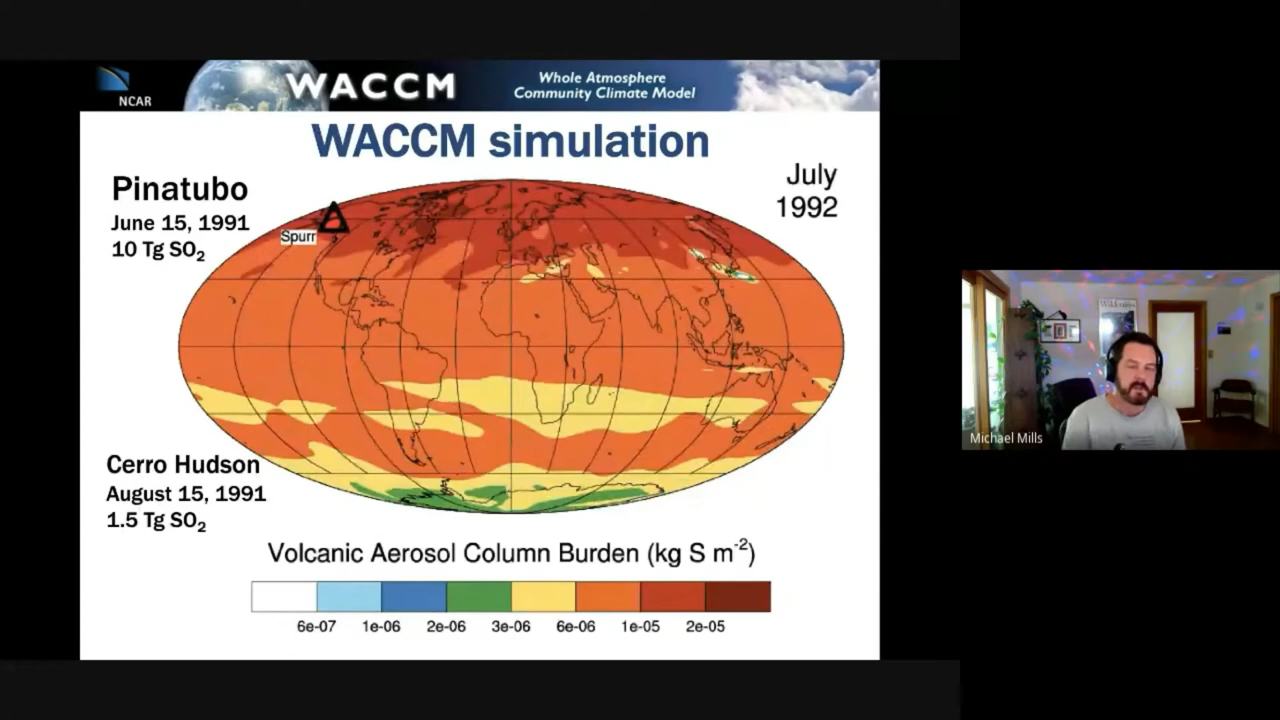 NCAR
WACCM
Whole Atmosphere
Community Climate Model
WACCM simulation
Pinatubo
June 15, 1991
10 Tg SO₂
July
1992
Spurr
Cerro Hudson
August 15, 1991
1.5 Tg SO₂
Volcanic Aerosol Column Burden (kg S m⁻²)
6e-07 1e-06 2e-06 3e-06 6e-06 1e-05 2e-05
Michael Mills